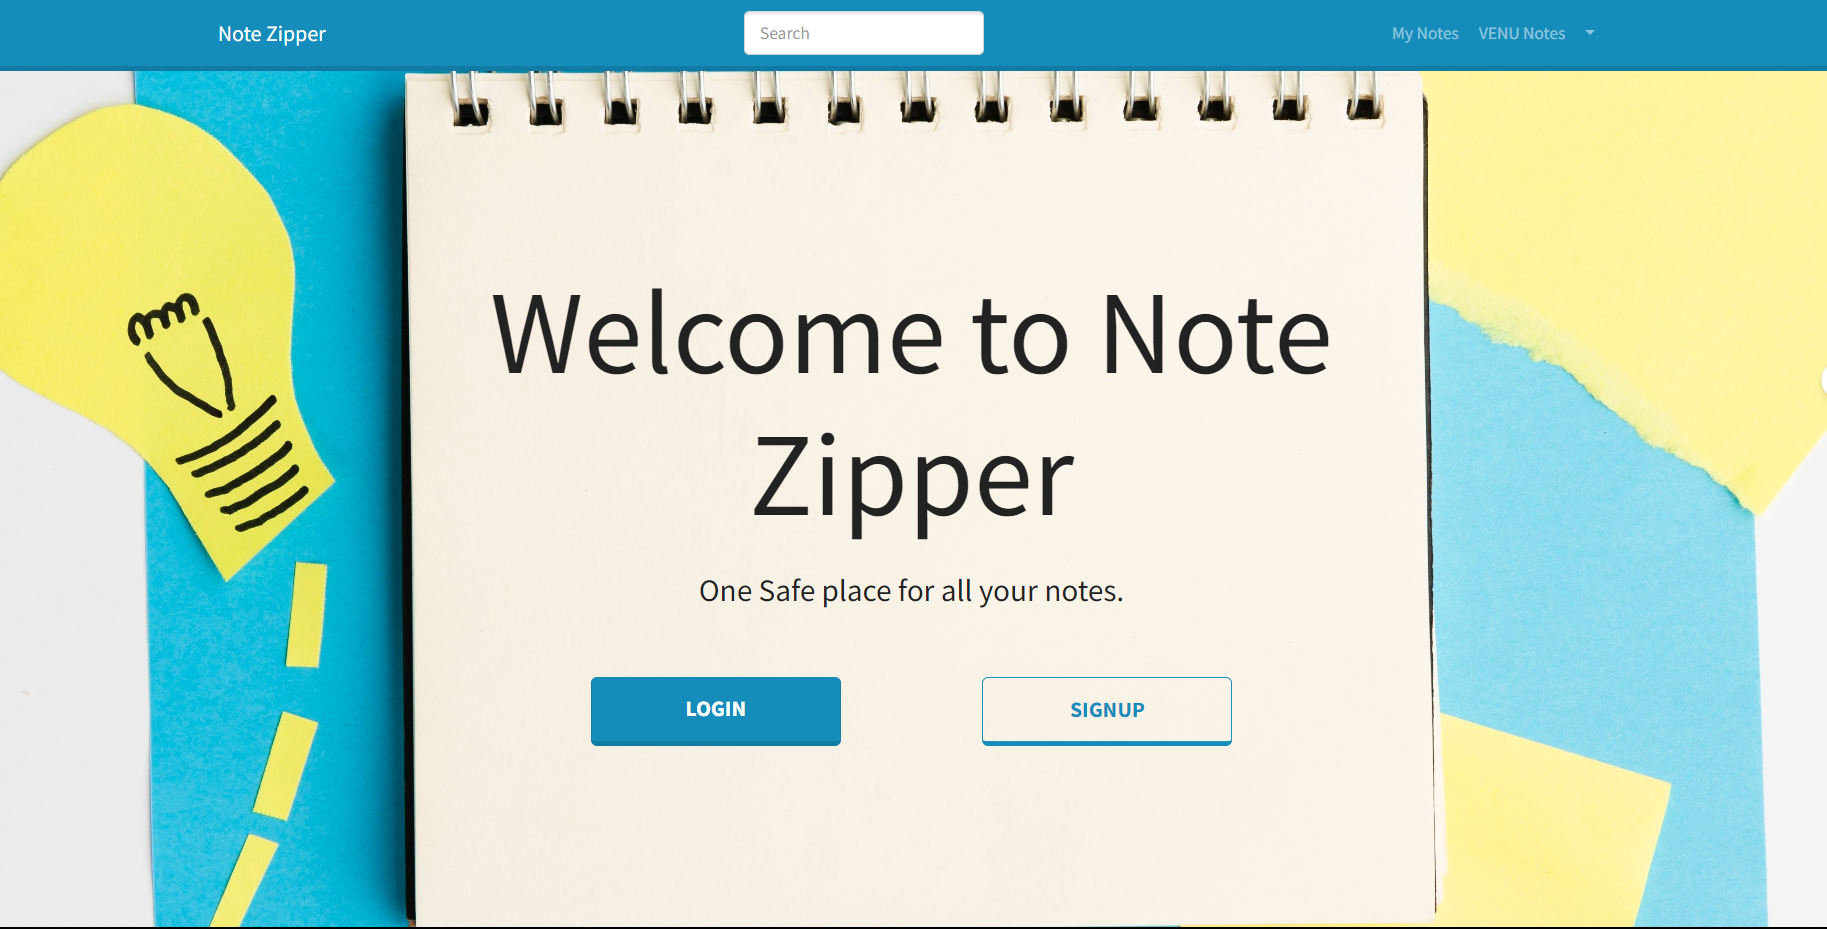 Note Zipper
Search
My Notes
VENU Notes
Welcome to Note
Zipper
One Safe place for all your notes.
LOGIN
SIGNUP